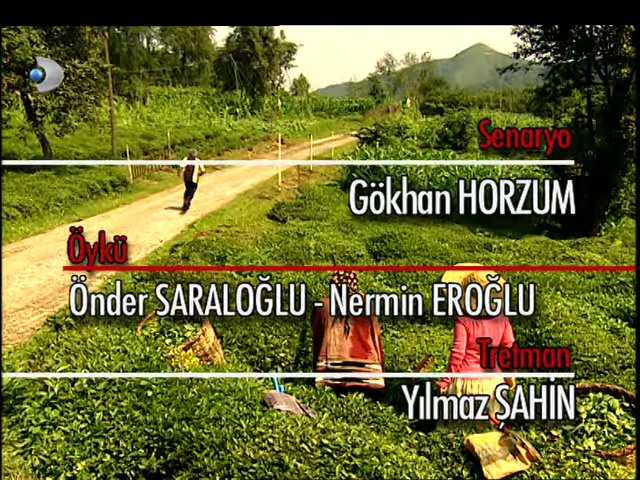 Senaryo
Gökhan HORZUM
Öykü
Önder SARALOĞLU - Nermin EROĞLU
Tretman
Yılmaz ŞAHİN